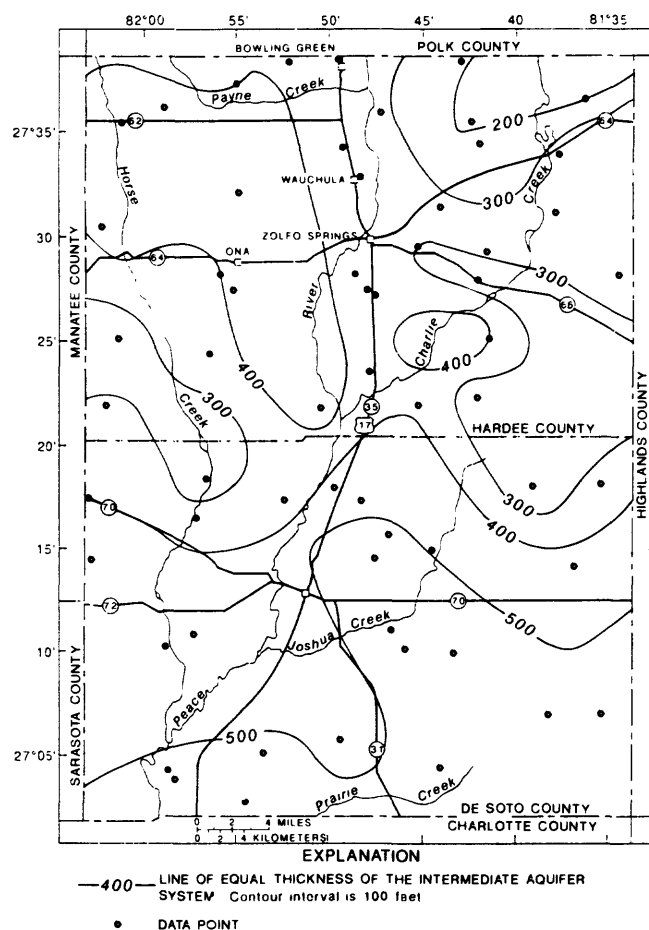 82°00' 55' 50' 45' 40' 81°35'
BOWLING GREEN POLK COUNTY
Payne Creek
27°35'
62
200
64
Horse
WAUCHULA
300
Creek
ZOLFO SPRINGS
30
ONA
64
300
66
MANATEE COUNTY
River
25'
Charlie
400
400
300
Creek
35
17
HARDEE COUNTY
20'
HIGHLANDS COUNTY
300
400
70
15'
72
70
500
Joshua Creek
10'
SARASOTA COUNTY
Peace
500
31
27°05'
Prairie Creek
DE SOTO COUNTY
CHARLOTTE COUNTY
0 2 4 MILES
0 2 4 KILOMETERS
EXPLANATION
400 LINE OF EQUAL THICKNESS OF THE INTERMEDIATE AQUIFER
SYSTEM Contour interval is 100 feet
DATA POINT